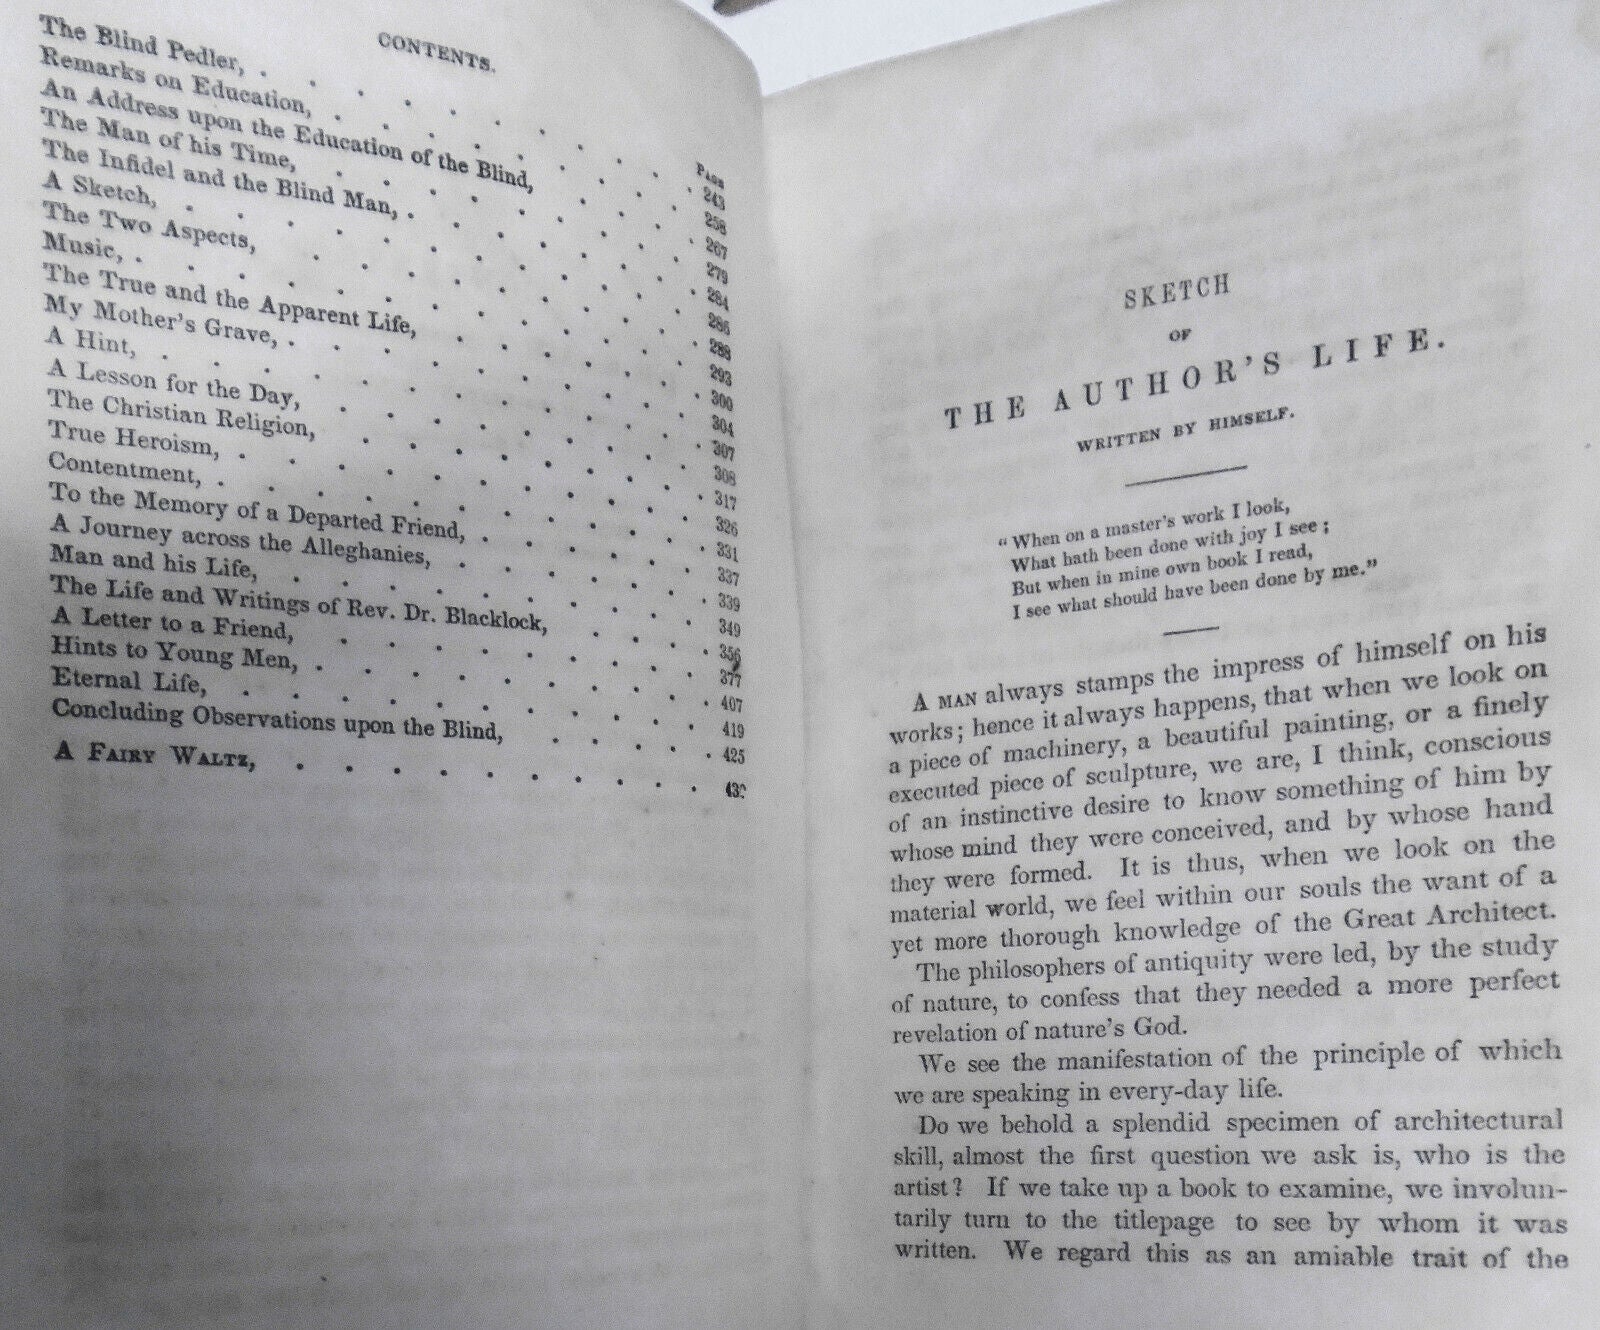 CONTENTS.
Page
The Blind Pedler, . . . . . . . . . 243
Remarks on Education, . . . . . . . . 258
An Address upon the Education of the Blind, . . . . 267
The Man of his Time, . . . . . . . . 279
The Infidel and the Blind Man, . . . . . . . 284
A Sketch, . . . . . . . . . . . 286
The Two Aspects, . . . . . . . . .
Music, . . . . . . . . . . . . 293
The True and the Apparent Life, . . . . . . 300
My Mother's Grave, . . . . . . . . . 304
A Hint, . . . . . . . . . . . 307
A Lesson for the Day, . . . . . . . . 308
The Christian Religion, . . . . . . . . 317
True Heroism, . . . . . . . . . . 326
Contentment, . . . . . . . . . . 331
To the Memory of a Departed Friend, . . . . . 337
A Journey across the Alleghanies, . . . . . . 339
Man and his Life, . . . . . . . . . 349
The Life and Writings of Rev. Dr. Blacklock, . . . 356
A Letter to a Friend, . . . . . . . . 377
Hints to Young Men, . . . . . . . . . 407
Eternal Life, . . . . . . . . . . 419
Concluding Observations upon the Blind, . . . . 425
A Fairy Waltz, . . . . . . . . .
SKETCH
OF
THE AUTHOR'S LIFE.
WRITTEN BY HIMSELF.
"When on a master's work I look,
What hath been done with joy I see;
But when in mine own book I read,
I see what should have been done by me."
A man always stamps the impress of himself on his
works; hence it always happens, that when we look on
a piece of machinery, a beautiful painting, or a finely
executed piece of sculpture, we are, I think, conscious
of an instinctive desire to know something of him by
whose mind they were conceived, and by whose hand
they were formed. It is thus, when we look on the
material world, we feel within our souls the want of a
yet more thorough knowledge of the Great Architect.
The philosophers of antiquity were led, by the study
of nature, to confess that they needed a more perfect
revelation of nature's God.
We see the manifestation of the principle of which
we are speaking in every-day life.
Do we behold a splendid specimen of architectural
skill, almost the first question we ask is, who is the
artist? If we take up a book to examine, we involun-
tarily turn to the titlepage to see by whom it was
written. We regard this as an amiable trait of the